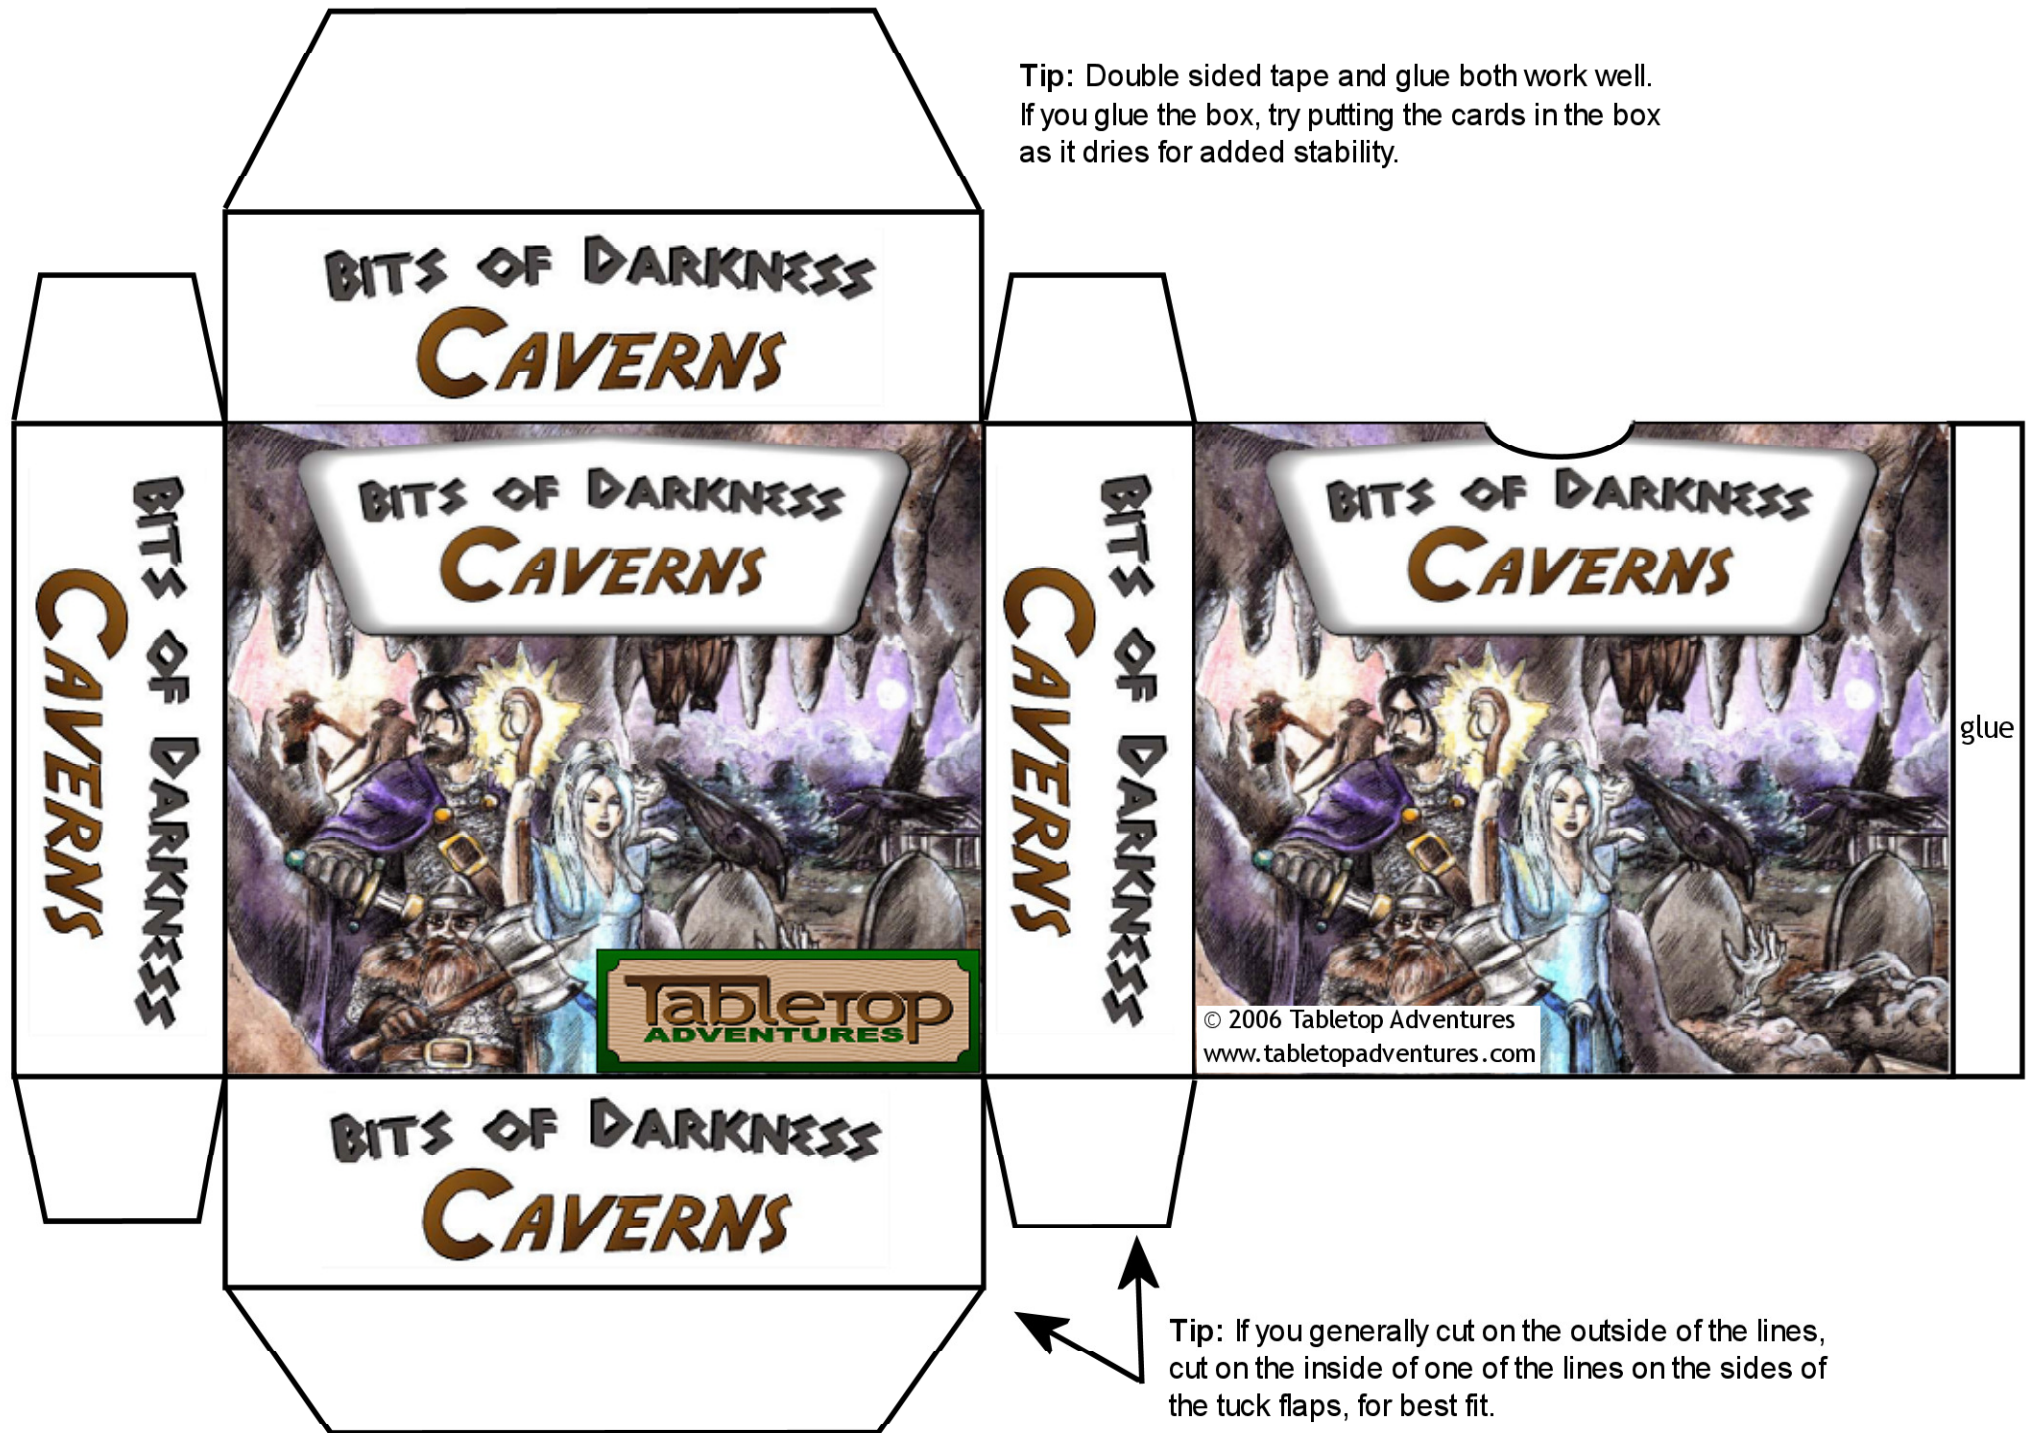 Tip: Double sided tape and glue both work well.
If you glue the box, try putting the cards in the box
as it dries for added stability.
BITS OF DARKNESS
CAVERNS
BITS OF DARKNESS
CAVERNS
BITS OF DARKNESS
CAVERNS
BITS OF DARKNESS
CAVERNS
BITS OF DARKNESS
CAVERNS
glue
Tabletop
ADVENTURES
© 2006 Tabletop Adventures
www.tabletopadventures.com
BITS OF DARKNESS
CAVERNS
Tip: If you generally cut on the outside of the lines,
cut on the inside of one of the lines on the sides of
the tuck flaps, for best fit.